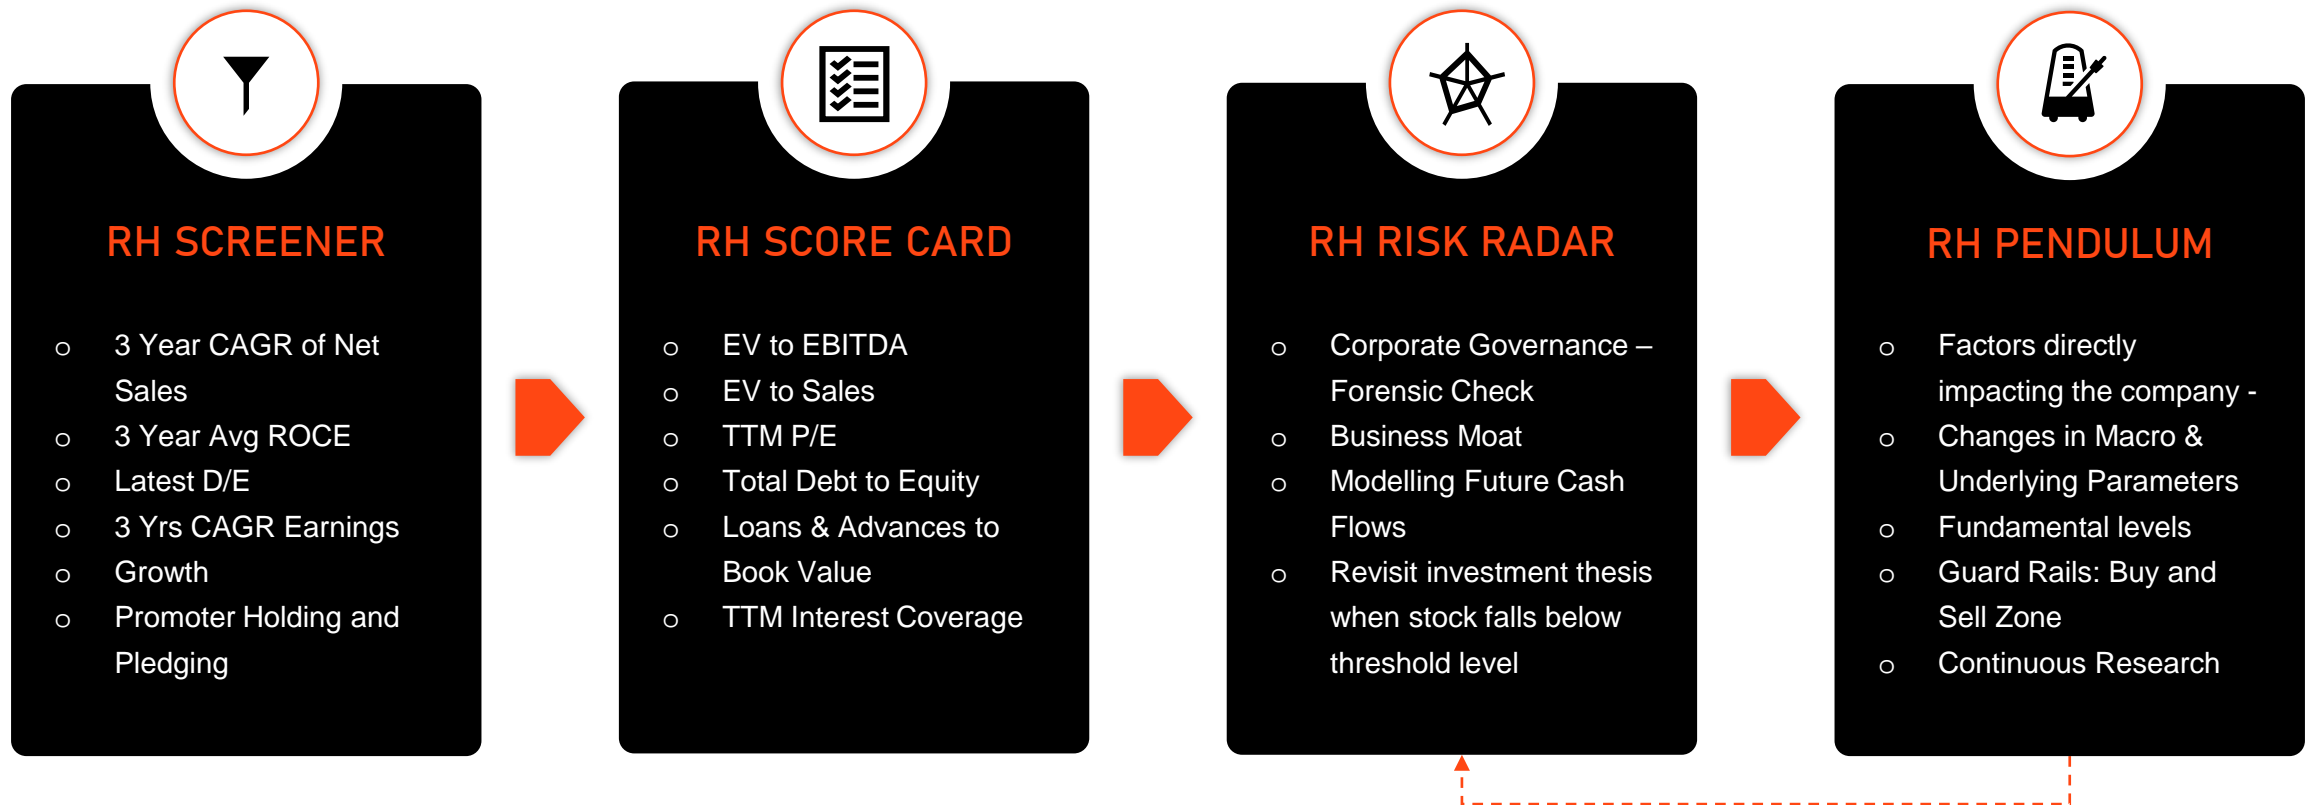 RH SCREENER
o 3 Year CAGR of Net
Sales
o 3 Year Avg ROCE
o Latest D/E
o 3 Yrs CAGR Earnings
o Growth
o Promoter Holding and
Pledging
RH SCORE CARD
o EV to EBITDA
o EV to Sales
o TTM P/E
o Total Debt to Equity
o Loans & Advances to
Book Value
o TTM Interest Coverage
RH RISK RADAR
o Corporate Governance –
Forensic Check
o Business Moat
o Modelling Future Cash
Flows
o Revisit investment thesis
when stock falls below
threshold level
RH PENDULUM
o Factors directly
impacting the company -
o Changes in Macro &
Underlying Parameters
o Fundamental levels
o Guard Rails: Buy and
Sell Zone
o Continuous Research